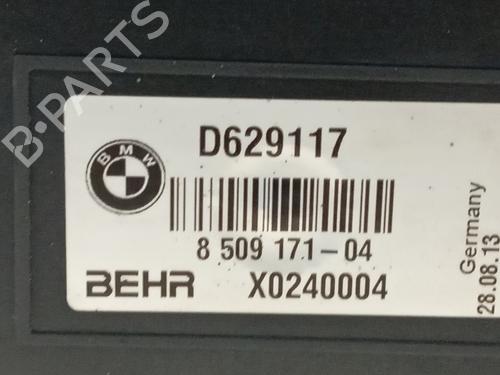 B-PARTS
BMW
D629117
8 509 171-04
BEHR X0240004
Germany
28.08.13